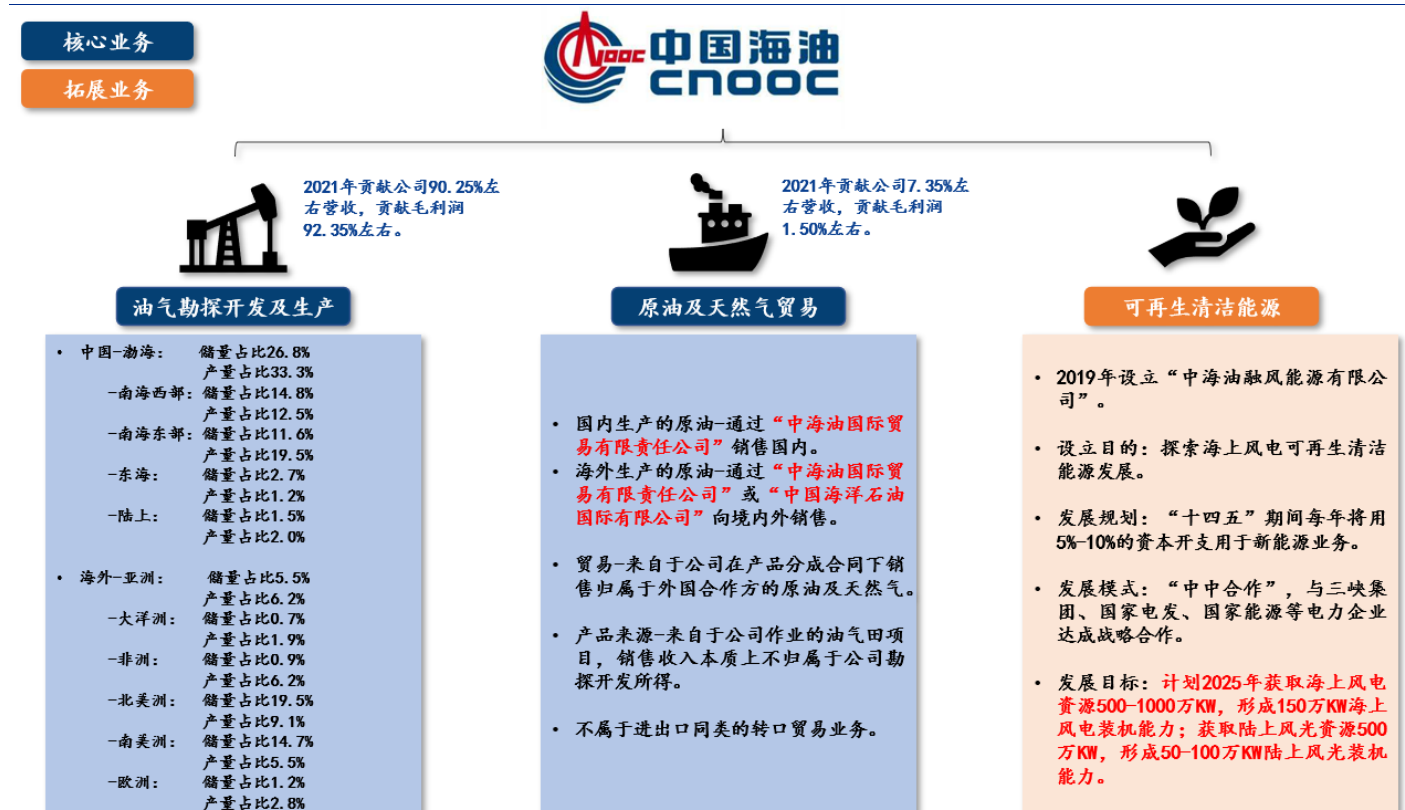 核心业务
拓展业务
中国海油
CNOOC
2021年贡献公司90.25%左
右营收，贡献毛利润
92.35%左右。
2021年贡献公司7.35%左
右营收，贡献毛利润
1.50%左右。
油气勘探开发及生产
• 中国-渤海： 储量占比26.8%
产量占比33.3%
-南海西部：储量占比14.8%
产量占比12.5%
-南海东部：储量占比11.6%
产量占比19.5%
-东海： 储量占比2.7%
产量占比1.2%
-陆上： 储量占比1.5%
产量占比2.0%
• 海外-亚洲： 储量占比5.5%
产量占比6.2%
-大洋洲： 储量占比0.7%
产量占比1.9%
-非洲： 储量占比0.9%
产量占比6.2%
-北美洲： 储量占比19.5%
产量占比9.1%
-南美洲： 储量占比14.7%
产量占比5.5%
-欧洲： 储量占比1.2%
产量占比2.8%
原油及天然气贸易
• 国内生产的原油-通过“中海油国际贸
易有限责任公司”销售国内。
• 海外生产的原油-通过“中海油国际贸
易有限责任公司”或“中国海洋石油
国际有限公司”向境内外销售。
• 贸易-来自于公司在产品分成合同下销
售归属于外国合作方的原油及天然气。
• 产品来源-来自于公司作业的油气田项
目，销售收入本质上不归属于公司勘
探开发所得。
• 不属于进出口同类的转口贸易业务。
可再生清洁能源
• 2019年设立“中海油融风能源有限公
司”。
• 设立目的：探索海上风电可再生清洁
能源发展。
• 发展规划：“十四五”期间每年将用
5%-10%的资本开支用于新能源业务。
• 发展模式：“中中合作”，与三峡集
团、国家电发、国家能源等电力企业
达成战略合作。
• 发展目标：计划2025年获取海上风电
资源500-1000万KW，形成150万KW海上
风电装机能力；获取陆上风光资源500
万KW，形成50-100万KW陆上风光装机
能力。